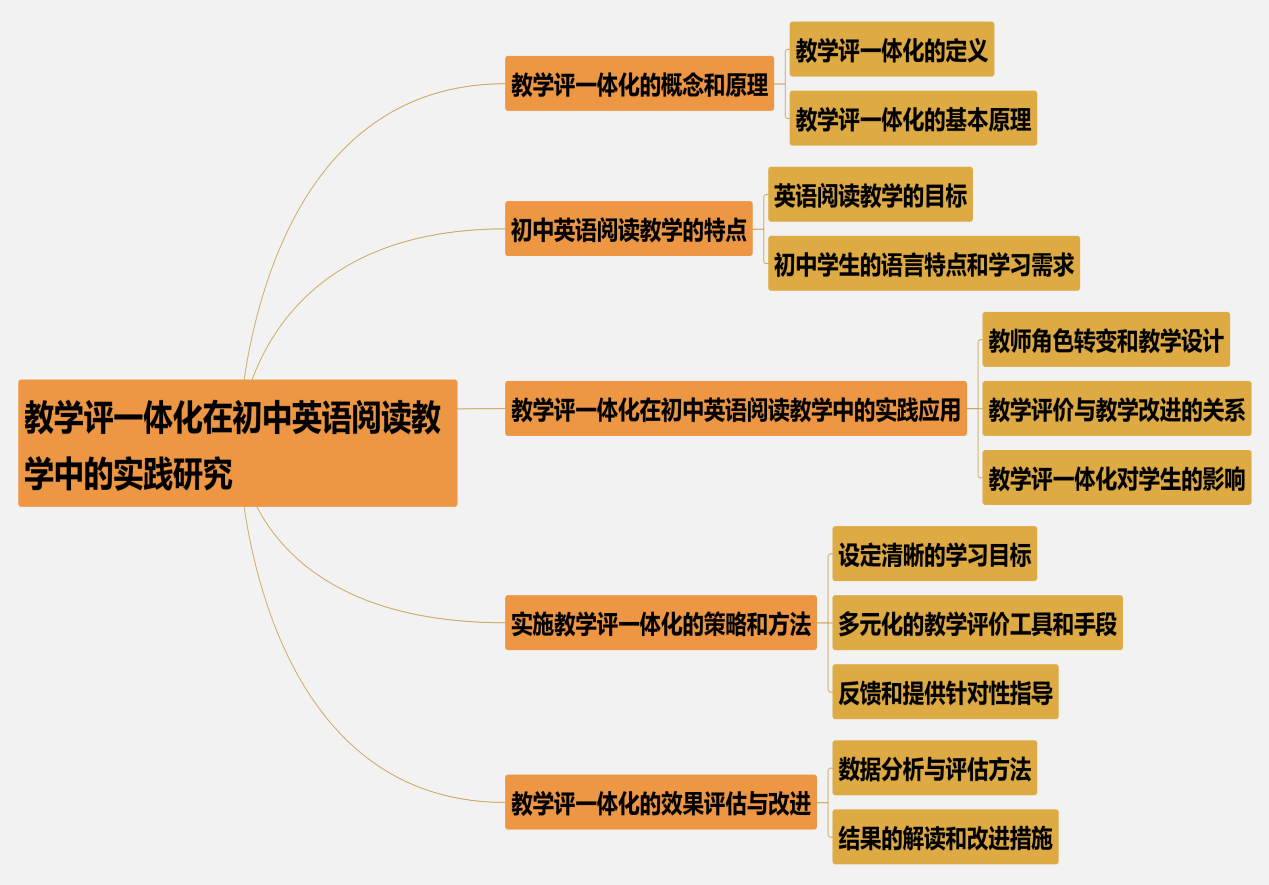 教学评一体化在初中英语阅读教
学中的实践研究
教学评一体化的概念和原理
教学评一体化的定义
教学评一体化的基本原理
初中英语阅读教学的特点
英语阅读教学的目标
初中学生的语言特点和学习需求
教学评一体化在初中英语阅读教学中的实践应用
教师角色转变和教学设计
教学评价与教学改进的关系
教学评一体化对学生的影响
实施教学评一体化的策略和方法
设定清晰的学习目标
多元化的教学评价工具和手段
反馈和提供针对性指导
教学评一体化的效果评估与改进
数据分析与评估方法
结果的解读和改进措施